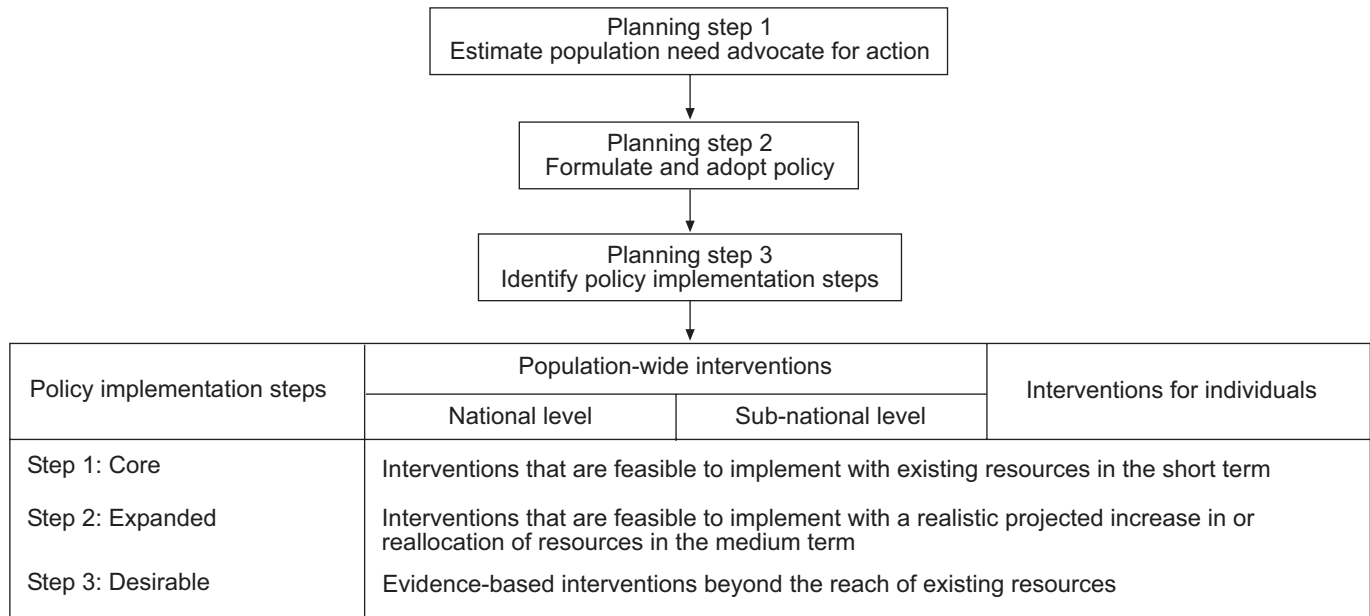 Planning step 1
Estimate population need advocate for action
Planning step 2
Formulate and adopt policy
Planning step 3
Identify policy implementation steps
Policy implementation steps
Population-wide interventions
National level
Sub-national level
Interventions for individuals
Step 1: Core
Interventions that are feasible to implement with existing resources in the short term
Step 2: Expanded
Interventions that are feasible to implement with a realistic projected increase in or
reallocation of resources in the medium term
Step 3: Desirable
Evidence-based interventions beyond the reach of existing resources